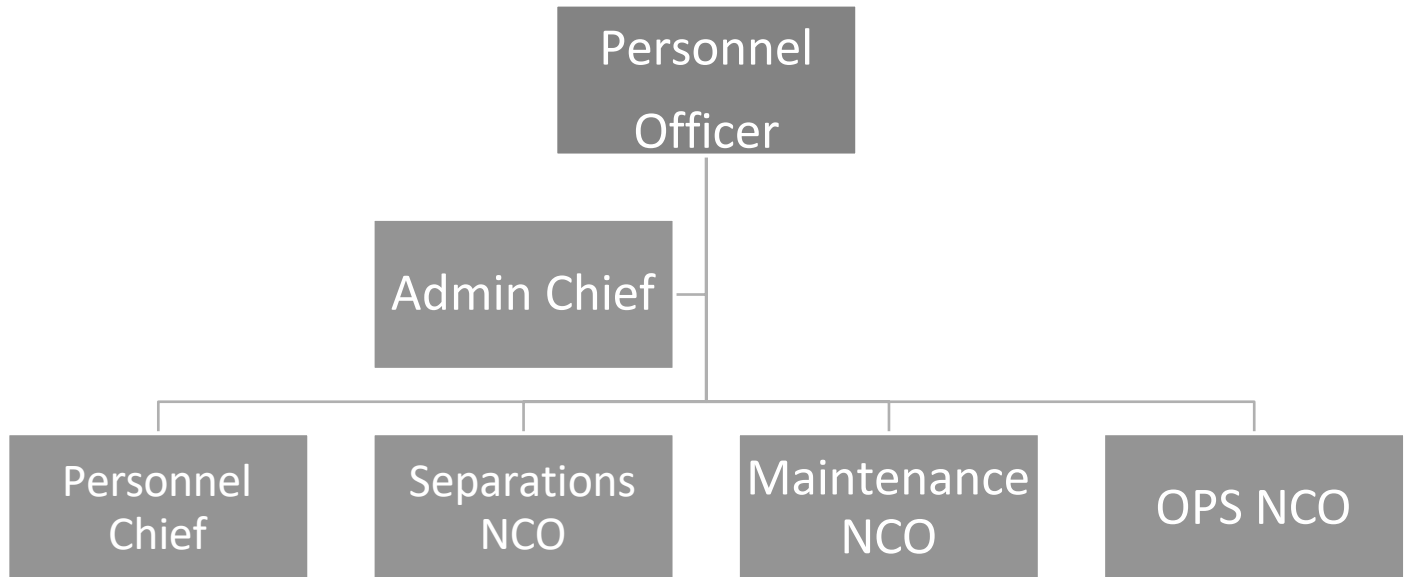 Personnel
Officer
Admin Chief
Personnel
Chief
Separations
NCO
Maintenance
NCO
OPS NCO